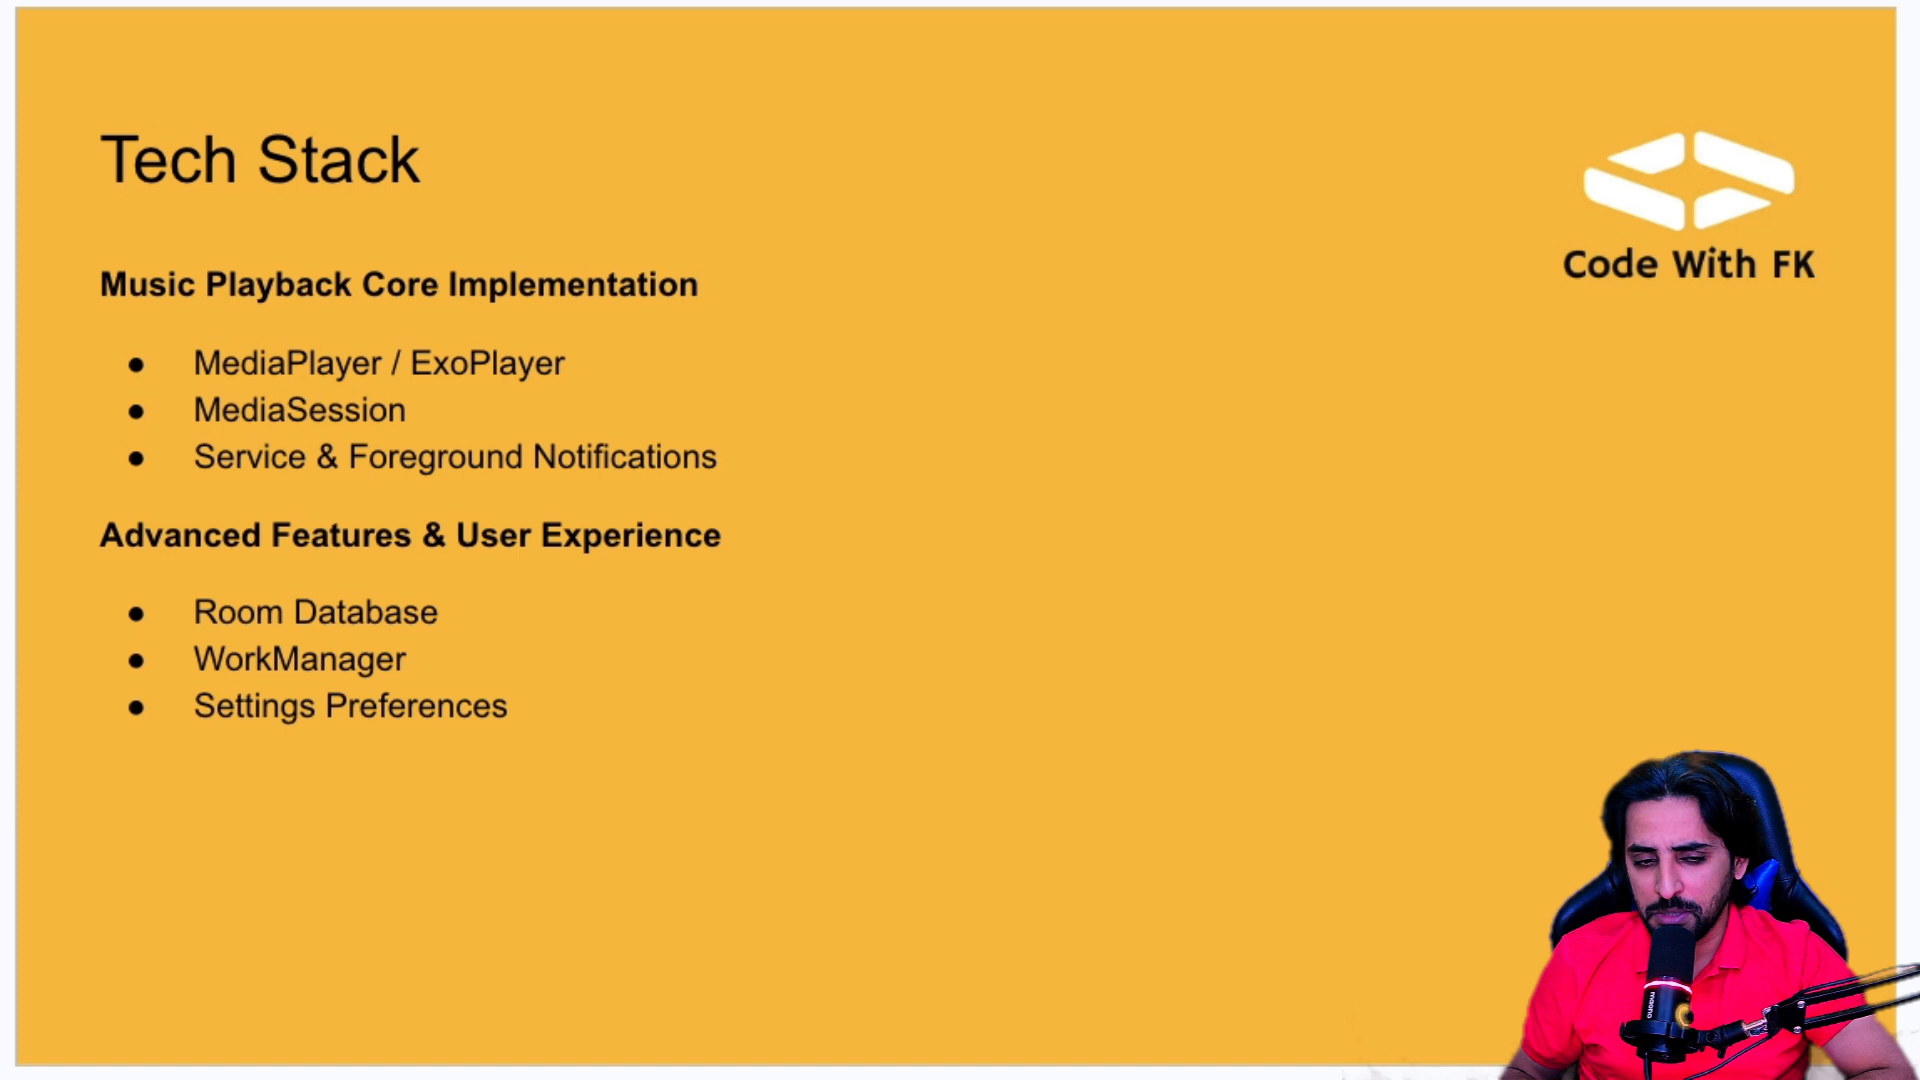 Tech Stack
Code With FK
Music Playback Core Implementation
● MediaPlayer / ExoPlayer
● MediaSession
● Service & Foreground Notifications
Advanced Features & User Experience
● Room Database
● WorkManager
● Settings Preferences
maono